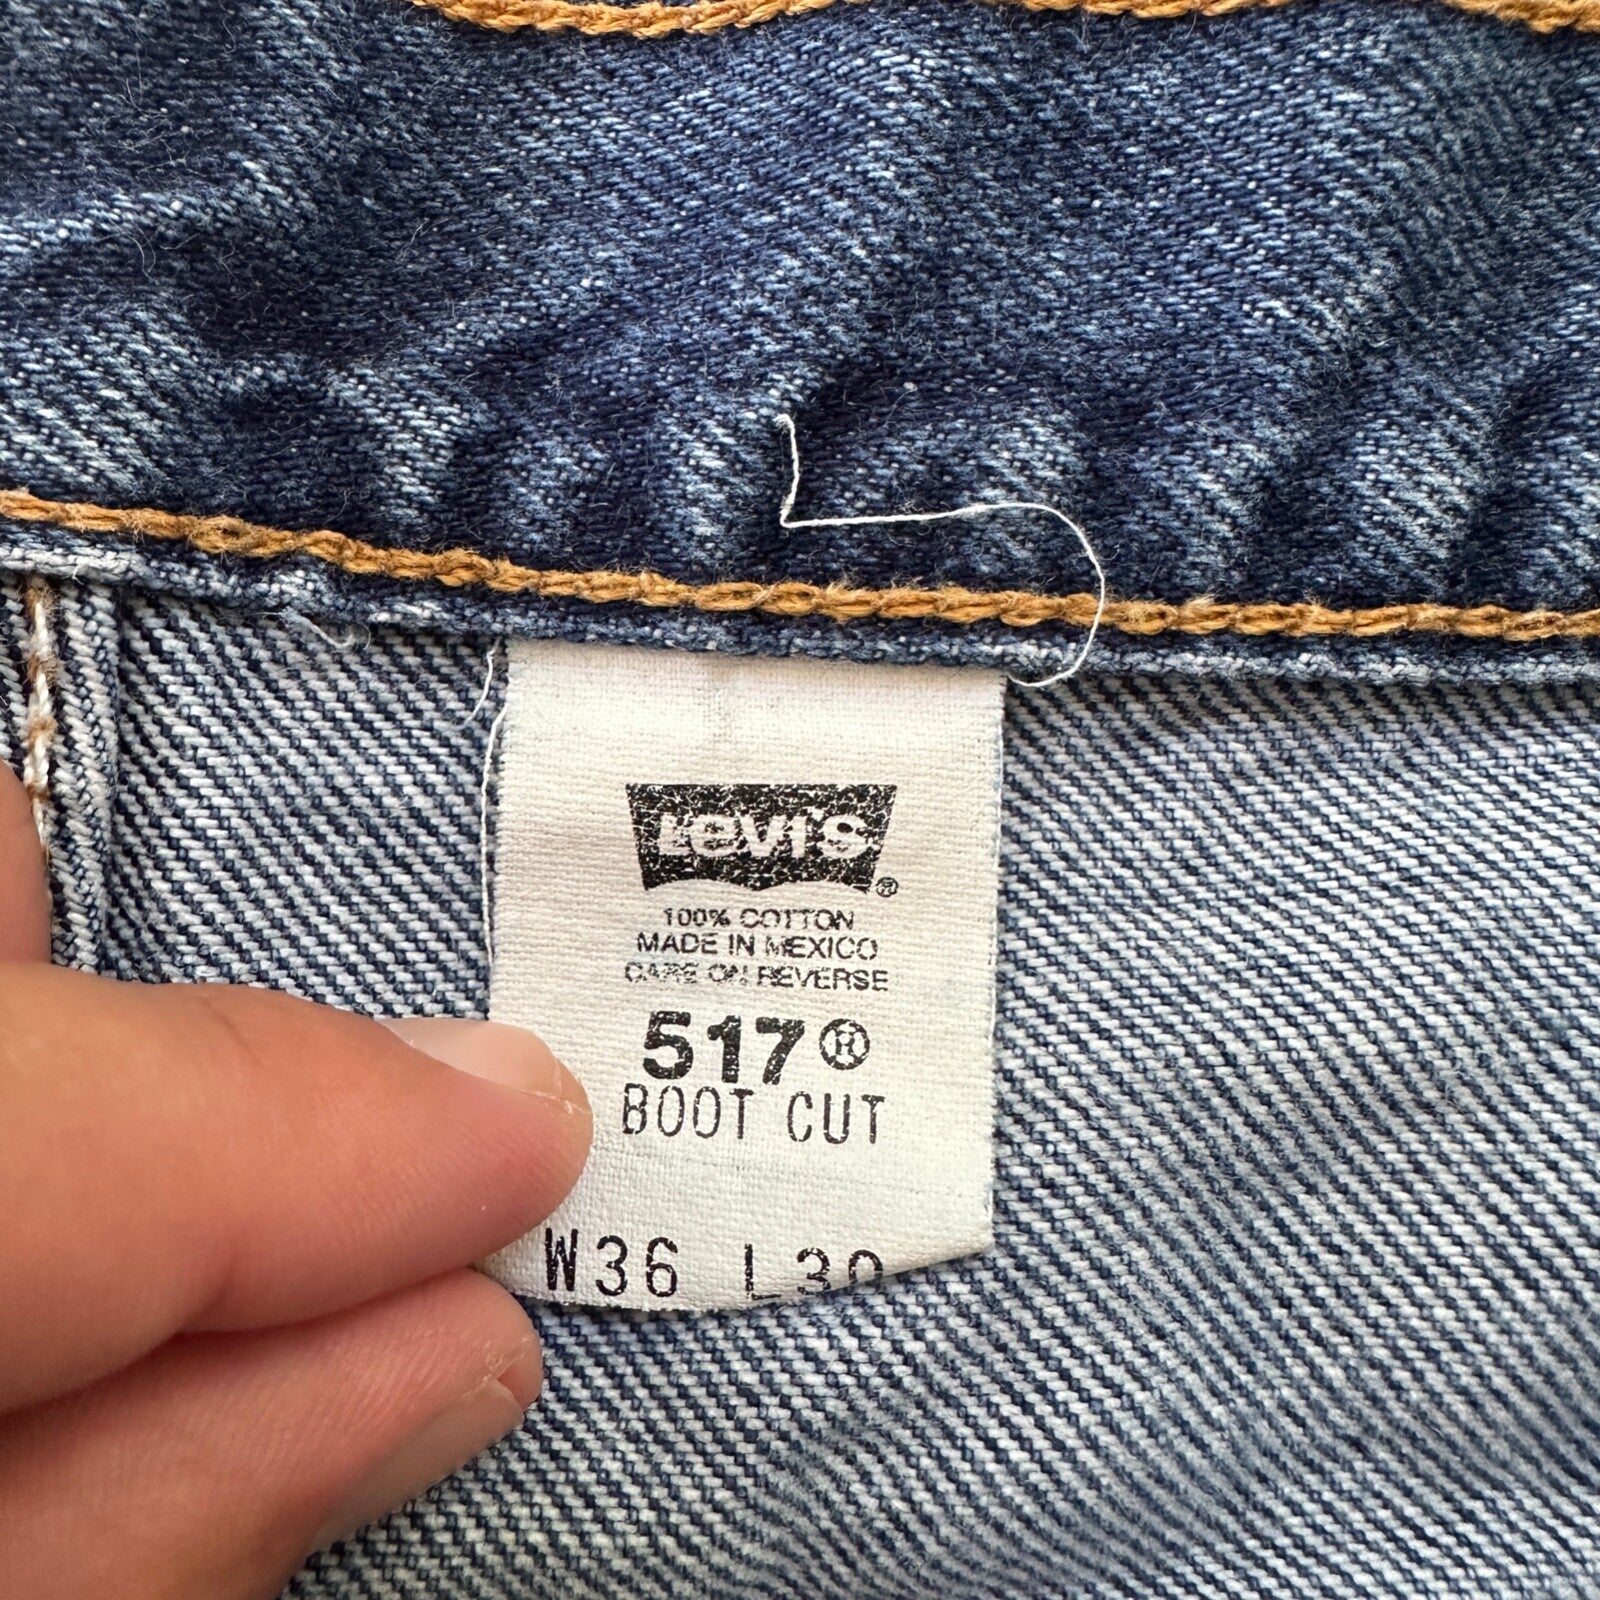 Levi's®
100% COTTON
MADE IN MEXICO
CARE ON REVERSE
517®
BOOT CUT
W36 L30